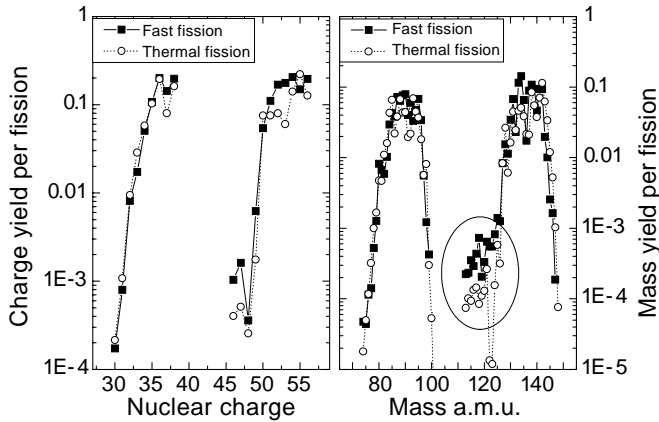 Fast fission
Thermal fission
Charge yield per fission
1
0.1
0.01
1E-3
1E-4
30 35 40 45 50 55
Nuclear charge
Fast fission
Thermal fission
1
0.1
0.01
1E-3
1E-4
1E-5
Mass yield per fission
80 100 120 140
Mass a.m.u.